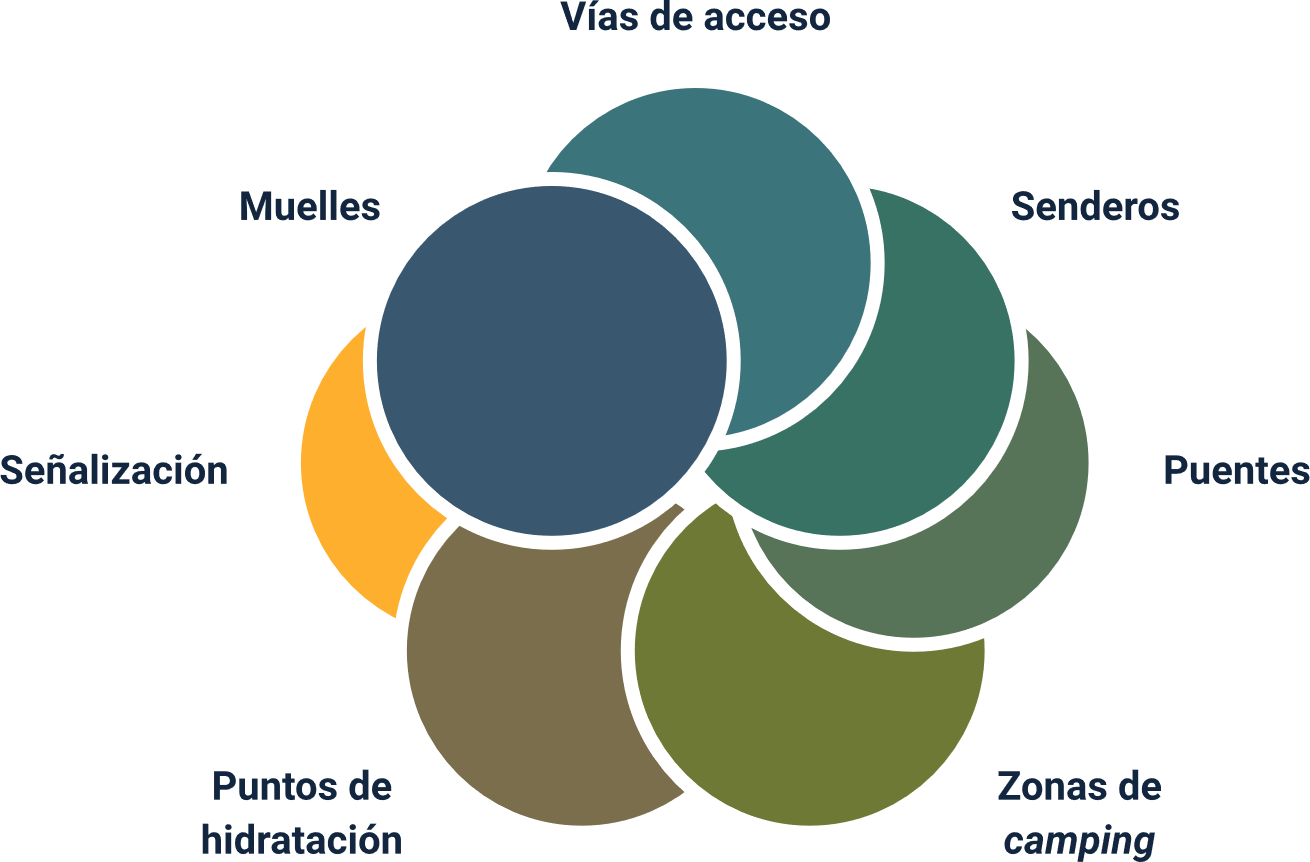 Vías de acceso
Muelles
Senderos
Señalización
Puentes
Puntos de
hidratación
Zonas de
camping